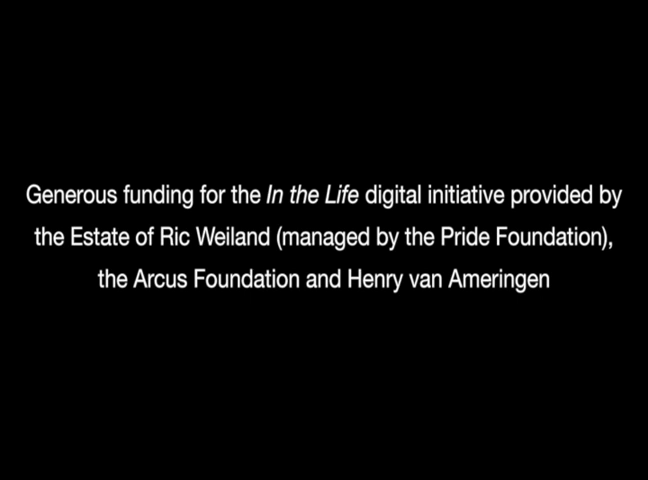 Generous funding for the In the Life digital initiative provided by
the Estate of Ric Weiland (managed by the Pride Foundation),
the Arcus Foundation and Henry van Ameringen